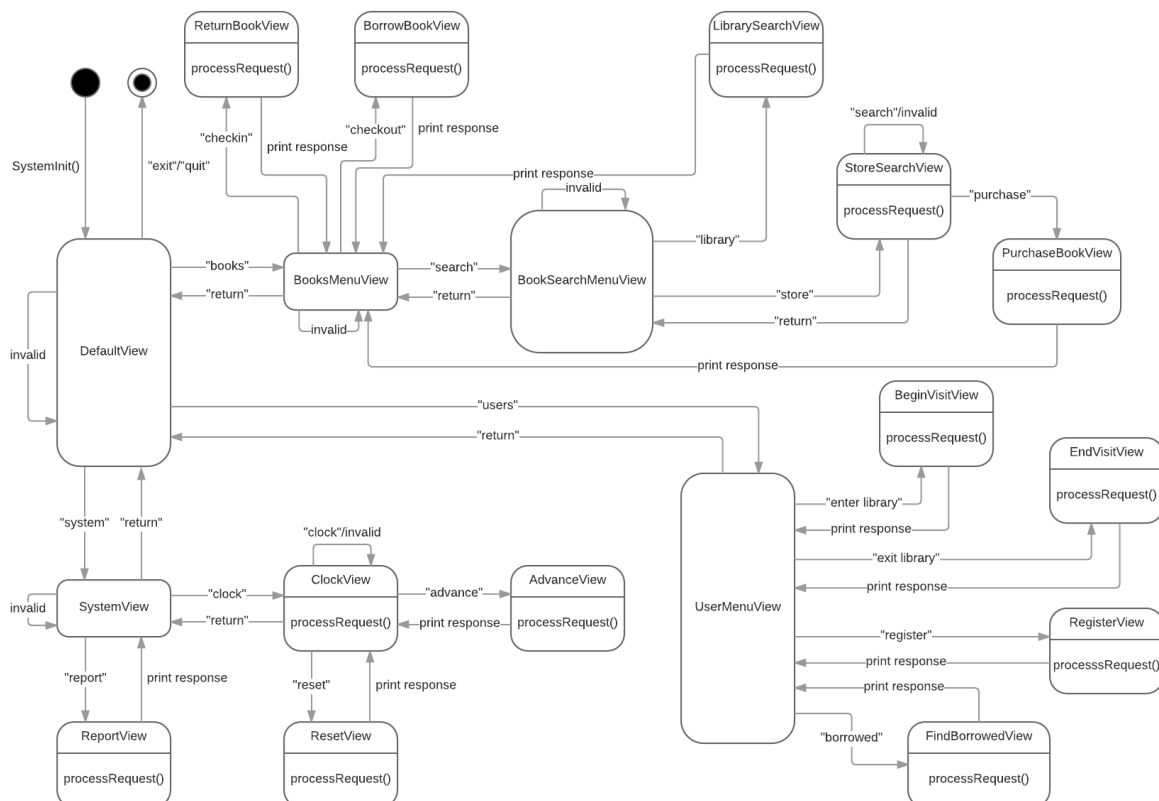 ReturnBookView
processRequest()
BorrowBookView
processRequest()
LibrarySearchView
processRequest()
"checkin"
print response
"checkout"
print response
"search"/invalid
SystemInit()
"exit"/"quit"
print response
invalid
StoreSearchView
processRequest()
"purchase"
"library"
"books"
BooksMenuView
"search"
BookSearchMenuView
PurchaseBookView
processRequest()
"return"
"return"
"store"
"return"
invalid
invalid
DefaultView
print response
"users"
"return"
BeginVisitView
processRequest()
EndVisitView
processRequest()
"enter library"
print response
"system"
"return"
"clock"/invalid
"exit library"
print response
invalid
SystemView
"clock"
"return"
ClockView
processRequest()
"advance"
print response
AdvanceView
processRequest()
UserMenuView
"register"
print response
RegisterView
processsRequest()
"report"
print response
"reset"
print response
print response
"borrowed"
ReportView
processRequest()
ResetView
processRequest()
FindBorrowedView
processRequest()